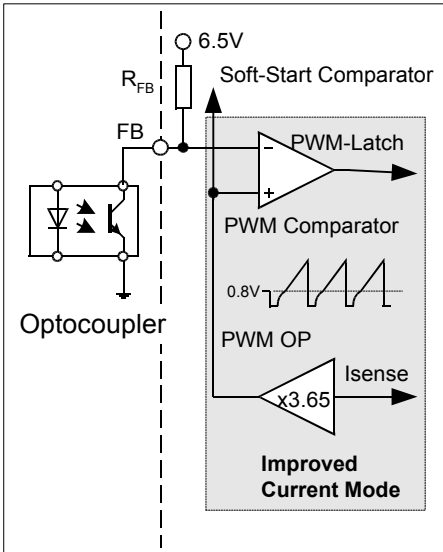 6.5V
RFB
Soft-Start Comparator
FB
PWM-Latch
−
+
PWM Comparator
0.8V
Optocoupler
PWM OP
Isense
x3.65
Improved
Current Mode